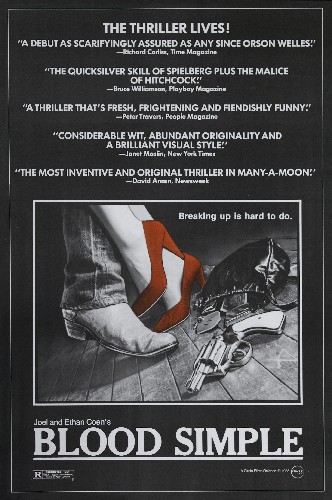 THE THRILLER LIVES!
"A DEBUT AS SCARIFYINGLY ASSURED AS ANY SINCE ORSON WELLES."
—Richard Corliss, Time Magazine
"THE QUICKSILVER SKILL OF SPIELBERG PLUS THE MALICE
OF HITCHCOCK."
—Bruce Williamson, Playboy Magazine
"A THRILLER THAT'S FRESH, FRIGHTENING AND FIENDISHLY FUNNY."
—Peter Travers, People Magazine
"CONSIDERABLE WIT, ABUNDANT ORIGINALITY AND
A BRILLIANT VISUAL STYLE."
—Janet Maslin, New York Times
"THE MOST INVENTIVE AND ORIGINAL THRILLER IN MANY-A-MOON."
—David Ansen, Newsweek
Breaking up is hard to do.
Joel and Ethan Coen's
BLOOD SIMPLE
R